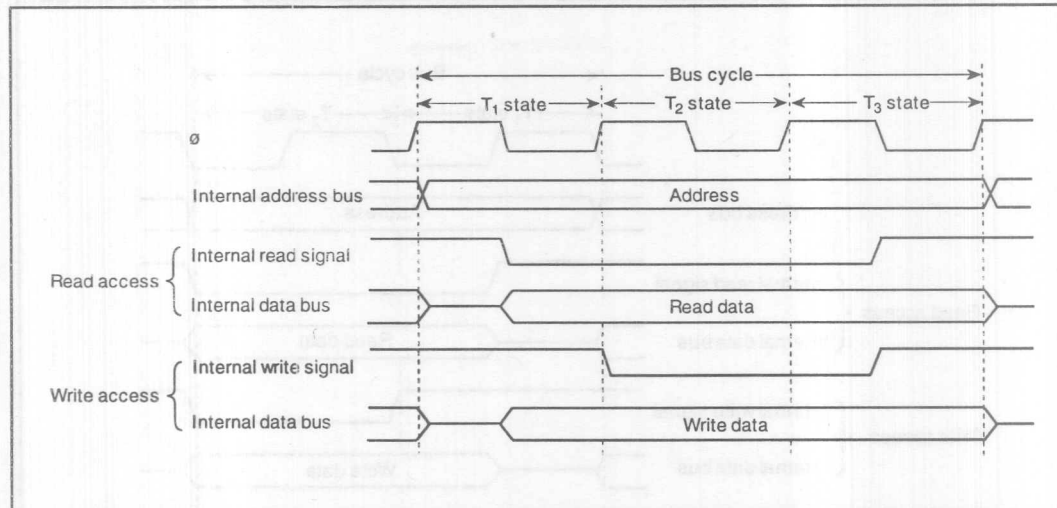 Bus cycle
T₁ state T₂ state T₃ state
ø
Internal address bus Address
Internal read signal
Read access
Internal data bus Read data
Internal write signal
Write access
Internal data bus Write data